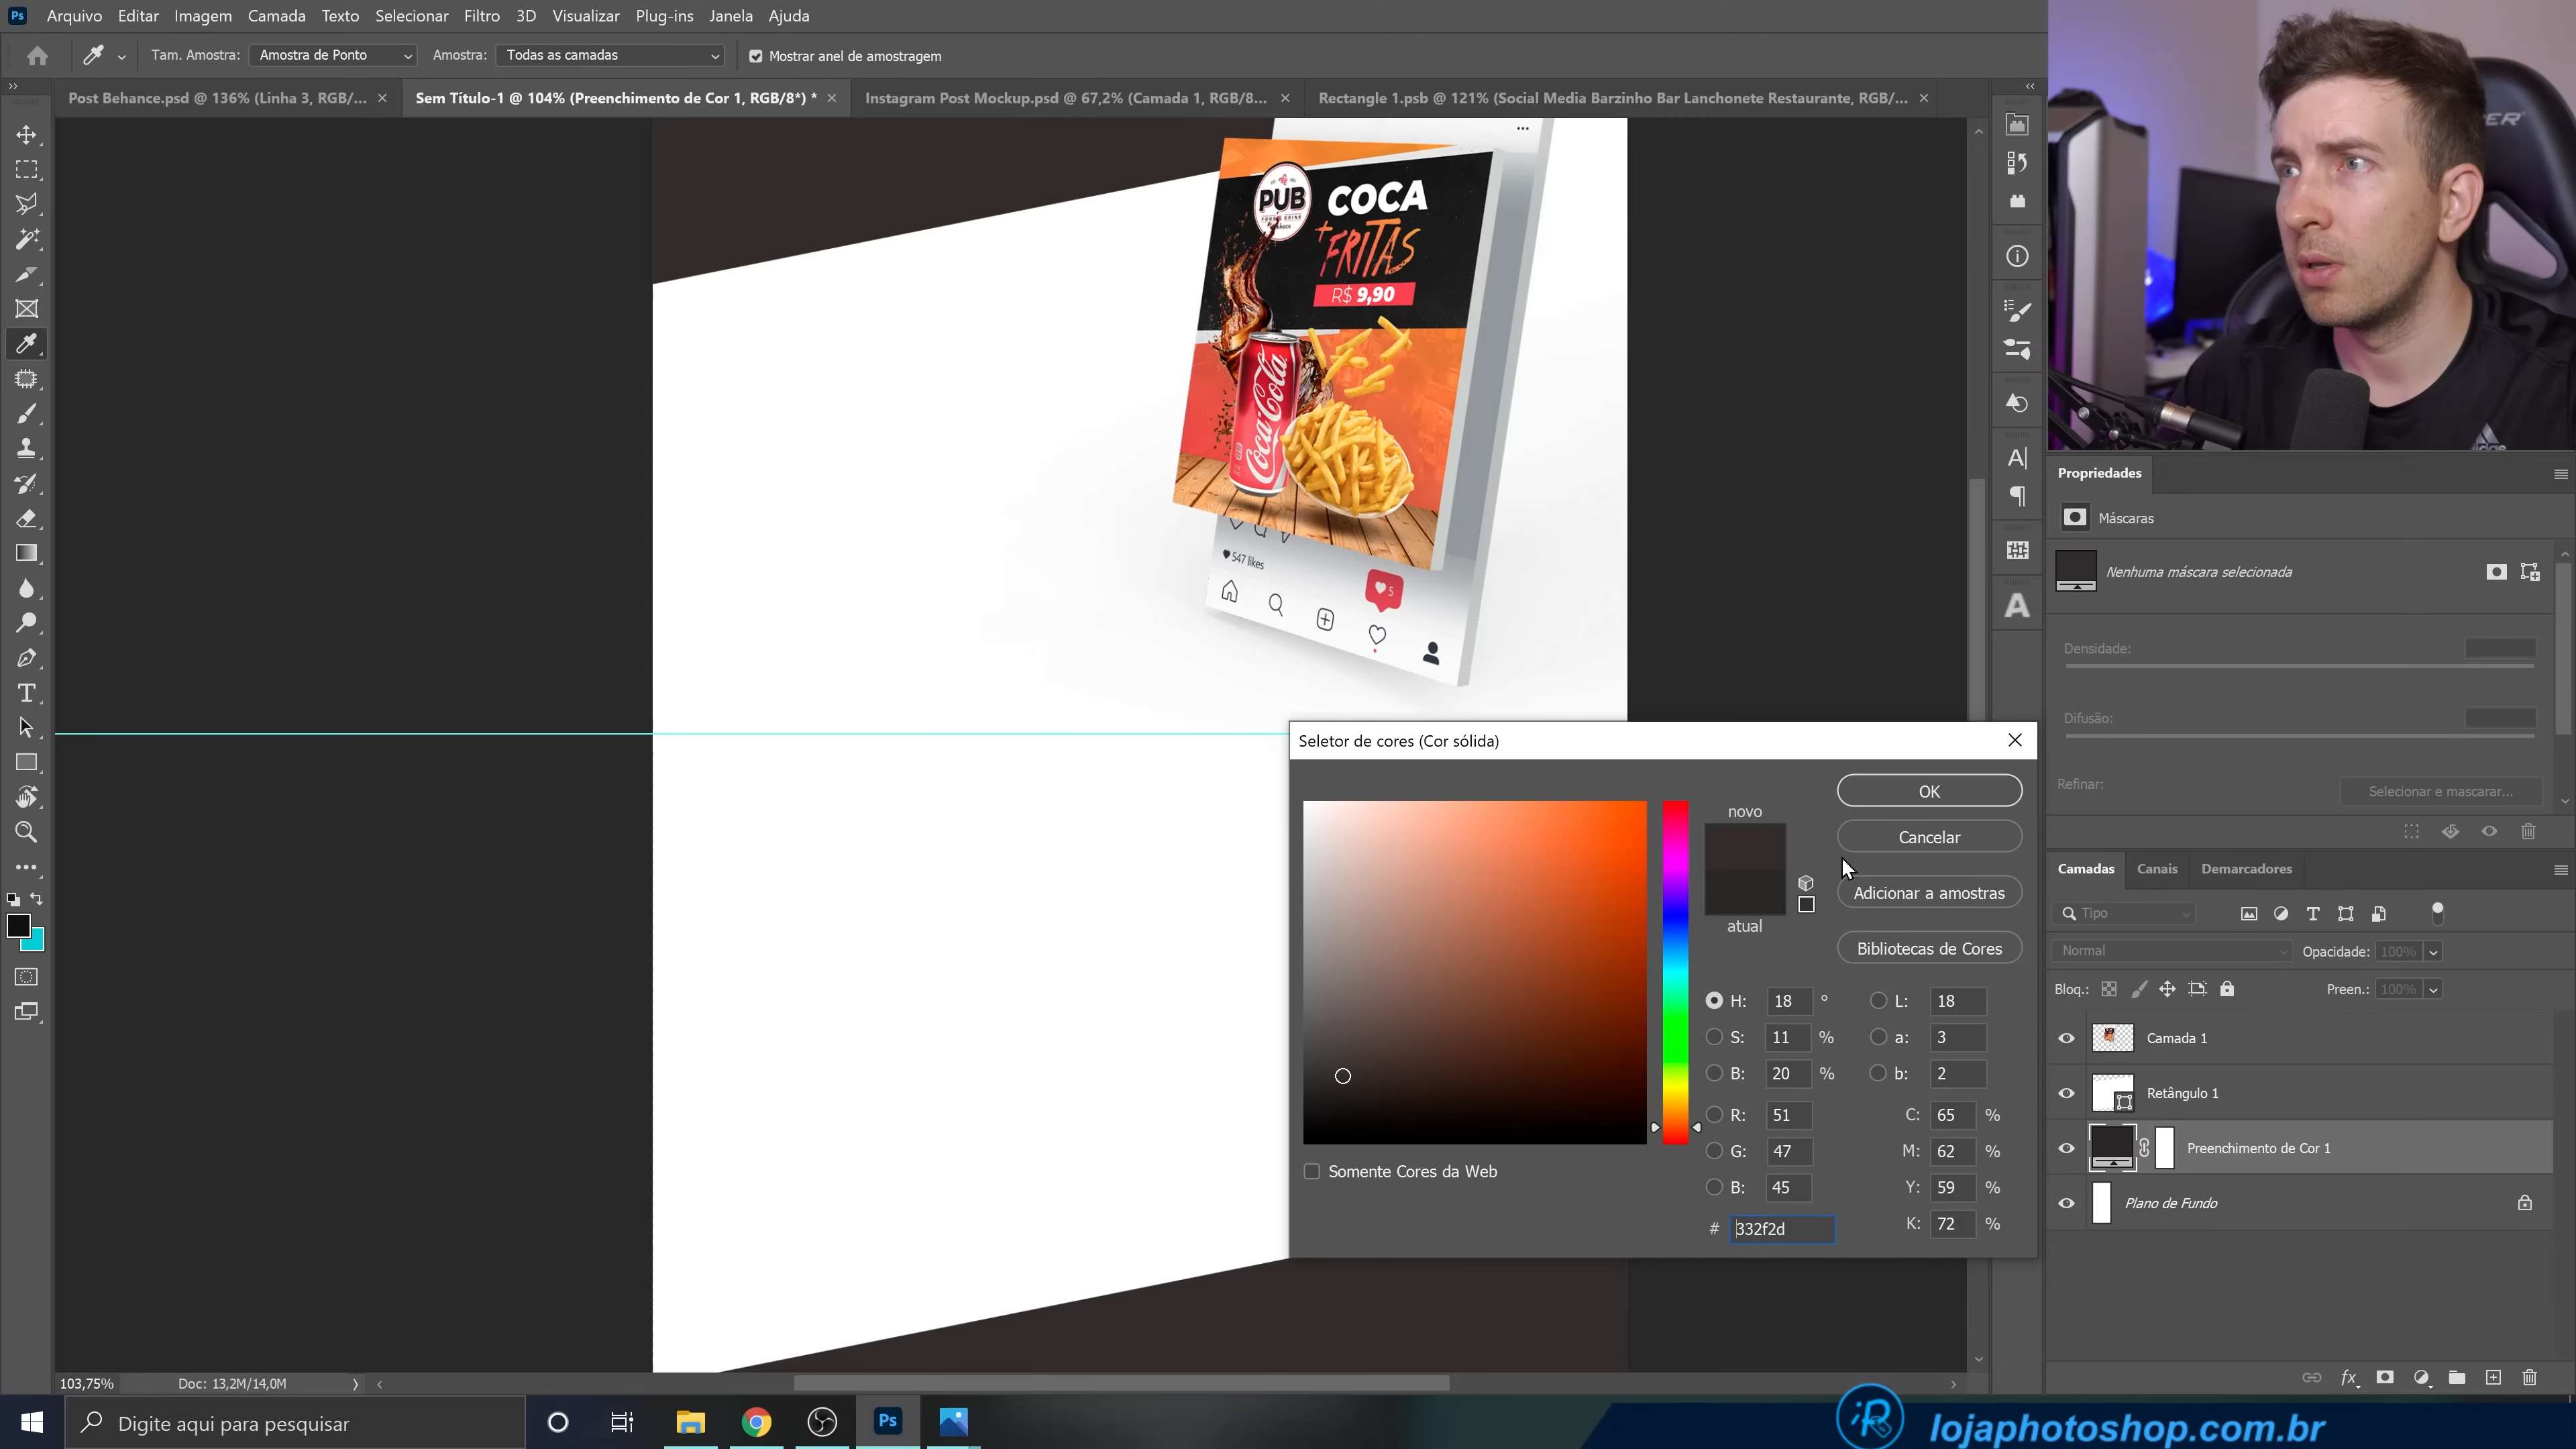 Ps Arquivo Editar Imagem Camada Texto Selecionar Filtro 3D Visualizar Plug-ins Janela Ajuda
Tam. Amostra: Amostra de Ponto Amostra: Todas as camadas Mostrar anel de amostragem
Post Behance.psd @ 136% (Linha 3, RGB/... × Sem Título-1 @ 104% (Preenchimento de Cor 1, RGB/8*) * × Instagram Post Mockup.psd @ 67,2% (Camada 1, RGB/8... × Rectangle 1.psb @ 121% (Social Media Barzinho Bar Lanchonete Restaurante, RGB/... ×
PUB
COCA
+ FRITAS
R$ 9,90
Coca-Cola
547 likes
5
adidas
Propriedades
Máscaras
Nenhuma máscara selecionada
Densidade:
Difusão:
Refinar: Selecionar e mascarar...
Seletor de cores (Cor sólida)
novo
atual
OK
Cancelar
Adicionar a amostras
Bibliotecas de Cores
H: 18 ° L: 18
S: 11 % a: 3
B: 20 % b: 2
R: 51 C: 65 %
G: 47 M: 62 %
B: 45 Y: 59 %
# 332f2d K: 72 %
Somente Cores da Web
Camadas Canais Demarcadores
Tipo
Normal Opacidade: 100%
Bloq.: Preen.: 100%
Camada 1
Retângulo 1
Preenchimento de Cor 1
Plano de Fundo
fx
103,75% Doc: 13,2M/14,0M
Digite aqui para pesquisar
Ps
iR lojaphotoshop.com.br